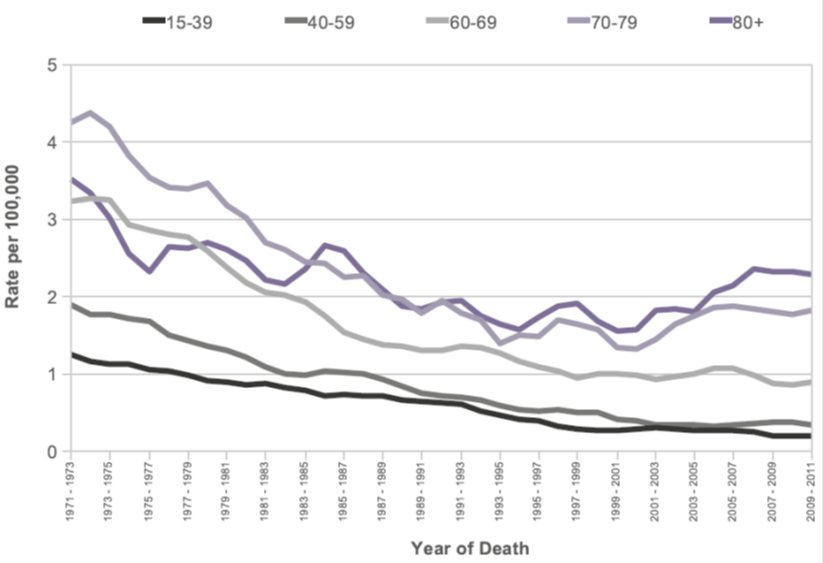 15-39 40-59 60-69 70-79 80+
5
4
3
2
1
0
Rate per 100,000
1971 - 1973
1973 - 1975
1975 - 1977
1977 - 1979
1979 - 1981
1981 - 1983
1983 - 1985
1985 - 1987
1987 - 1989
1989 - 1991
1991 - 1993
1993 - 1995
1995 - 1997
1997 - 1999
1999 - 2001
2001 - 2003
2003 - 2005
2005 - 2007
2007 - 2009
2009 - 2011
Year of Death